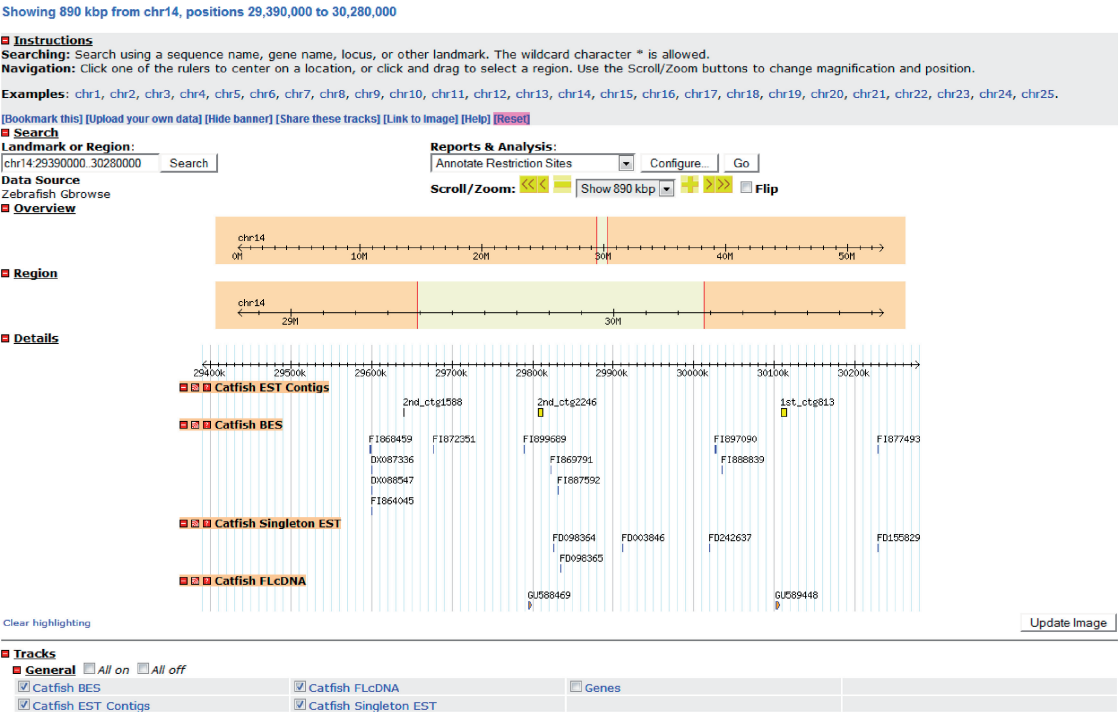 Showing 890 kbp from chr14, positions 29,390,000 to 30,280,000
Instructions
Searching: Search using a sequence name, gene name, locus, or other landmark. The wildcard character * is allowed.
Navigation: Click one of the rulers to center on a location, or click and drag to select a region. Use the Scroll/Zoom buttons to change magnification and position.
Examples: chr1, chr2, chr3, chr4, chr5, chr6, chr7, chr8, chr9, chr10, chr11, chr12, chr13, chr14, chr15, chr16, chr17, chr18, chr19, chr20, chr21, chr22, chr23, chr24, chr25.
[Bookmark this] [Upload your own data] [Hide banner] [Share these tracks] [Link to Image] [Help] [Reset]
Search
Landmark or Region: Reports & Analysis:
chr14:29390000..30280000 Search Annotate Restriction Sites Configure... Go
Data Source
Zebrafish Gbrowse
Scroll/Zoom: Show 890 kbp Flip
Overview
chr14
0M 10M 20M 30M 40M 50M
Region
chr14
29M 30M
Details
29400k 29500k 29600k 29700k 29800k 29900k 30000k 30100k 30200k
Catfish EST Contigs
2nd_ctg1588 2nd_ctg2246 1st_ctg813
Catfish BES
FI868459 FI872351 FI899689 FI897090 FI877493
DX087336 FI869791 FI888839
DX088547 FI887592
FI864045
Catfish Singleton EST
FD098364 FD003846 FD242637 FD155829
FD098365
Catfish FLcDNA
GU588469 GU589448
Clear highlighting Update Image
Tracks
General All on All off
Catfish BES Catfish FLcDNA Genes
Catfish EST Contigs Catfish Singleton EST